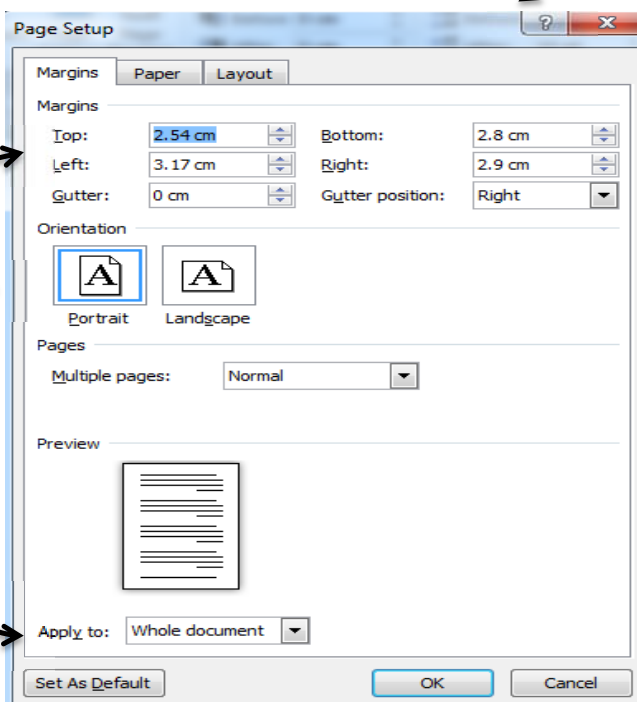 Page Setup
Margins Paper Layout
Margins
Top: 2.54 cm Bottom: 2.8 cm
Left: 3.17 cm Right: 2.9 cm
Gutter: 0 cm Gutter position: Right
Orientation
A A
Portrait Landscape
Pages
Multiple pages: Normal
Preview
Apply to: Whole document
Set As Default OK Cancel